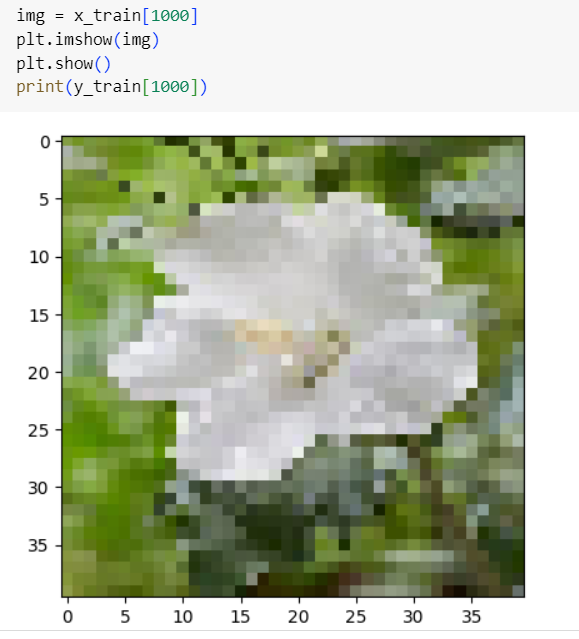 img = x_train[1000]
plt.imshow(img)
plt.show()
print(y_train[1000])
0
5
10
15
20
25
30
35
0 5 10 15 20 25 30 35